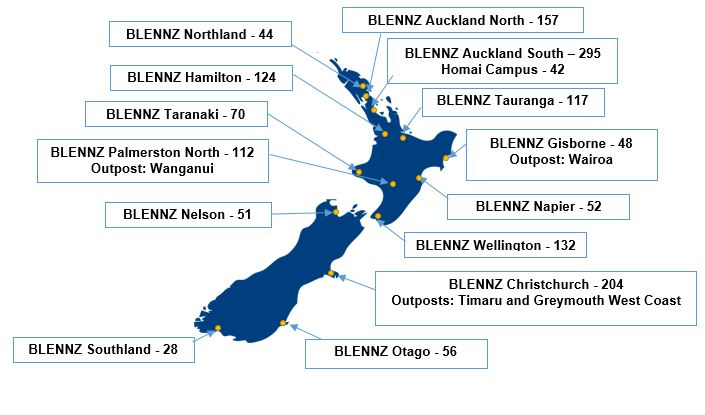 BLENNZ Auckland North - 157
BLENNZ Northland - 44
BLENNZ Auckland South – 295
Homai Campus - 42
BLENNZ Hamilton - 124
BLENNZ Tauranga - 117
BLENNZ Taranaki - 70
BLENNZ Gisborne - 48
Outpost: Wairoa
BLENNZ Palmerston North - 112
Outpost: Wanganui
BLENNZ Napier - 52
BLENNZ Nelson - 51
BLENNZ Wellington - 132
BLENNZ Christchurch - 204
Outposts: Timaru and Greymouth West Coast
BLENNZ Southland - 28
BLENNZ Otago - 56